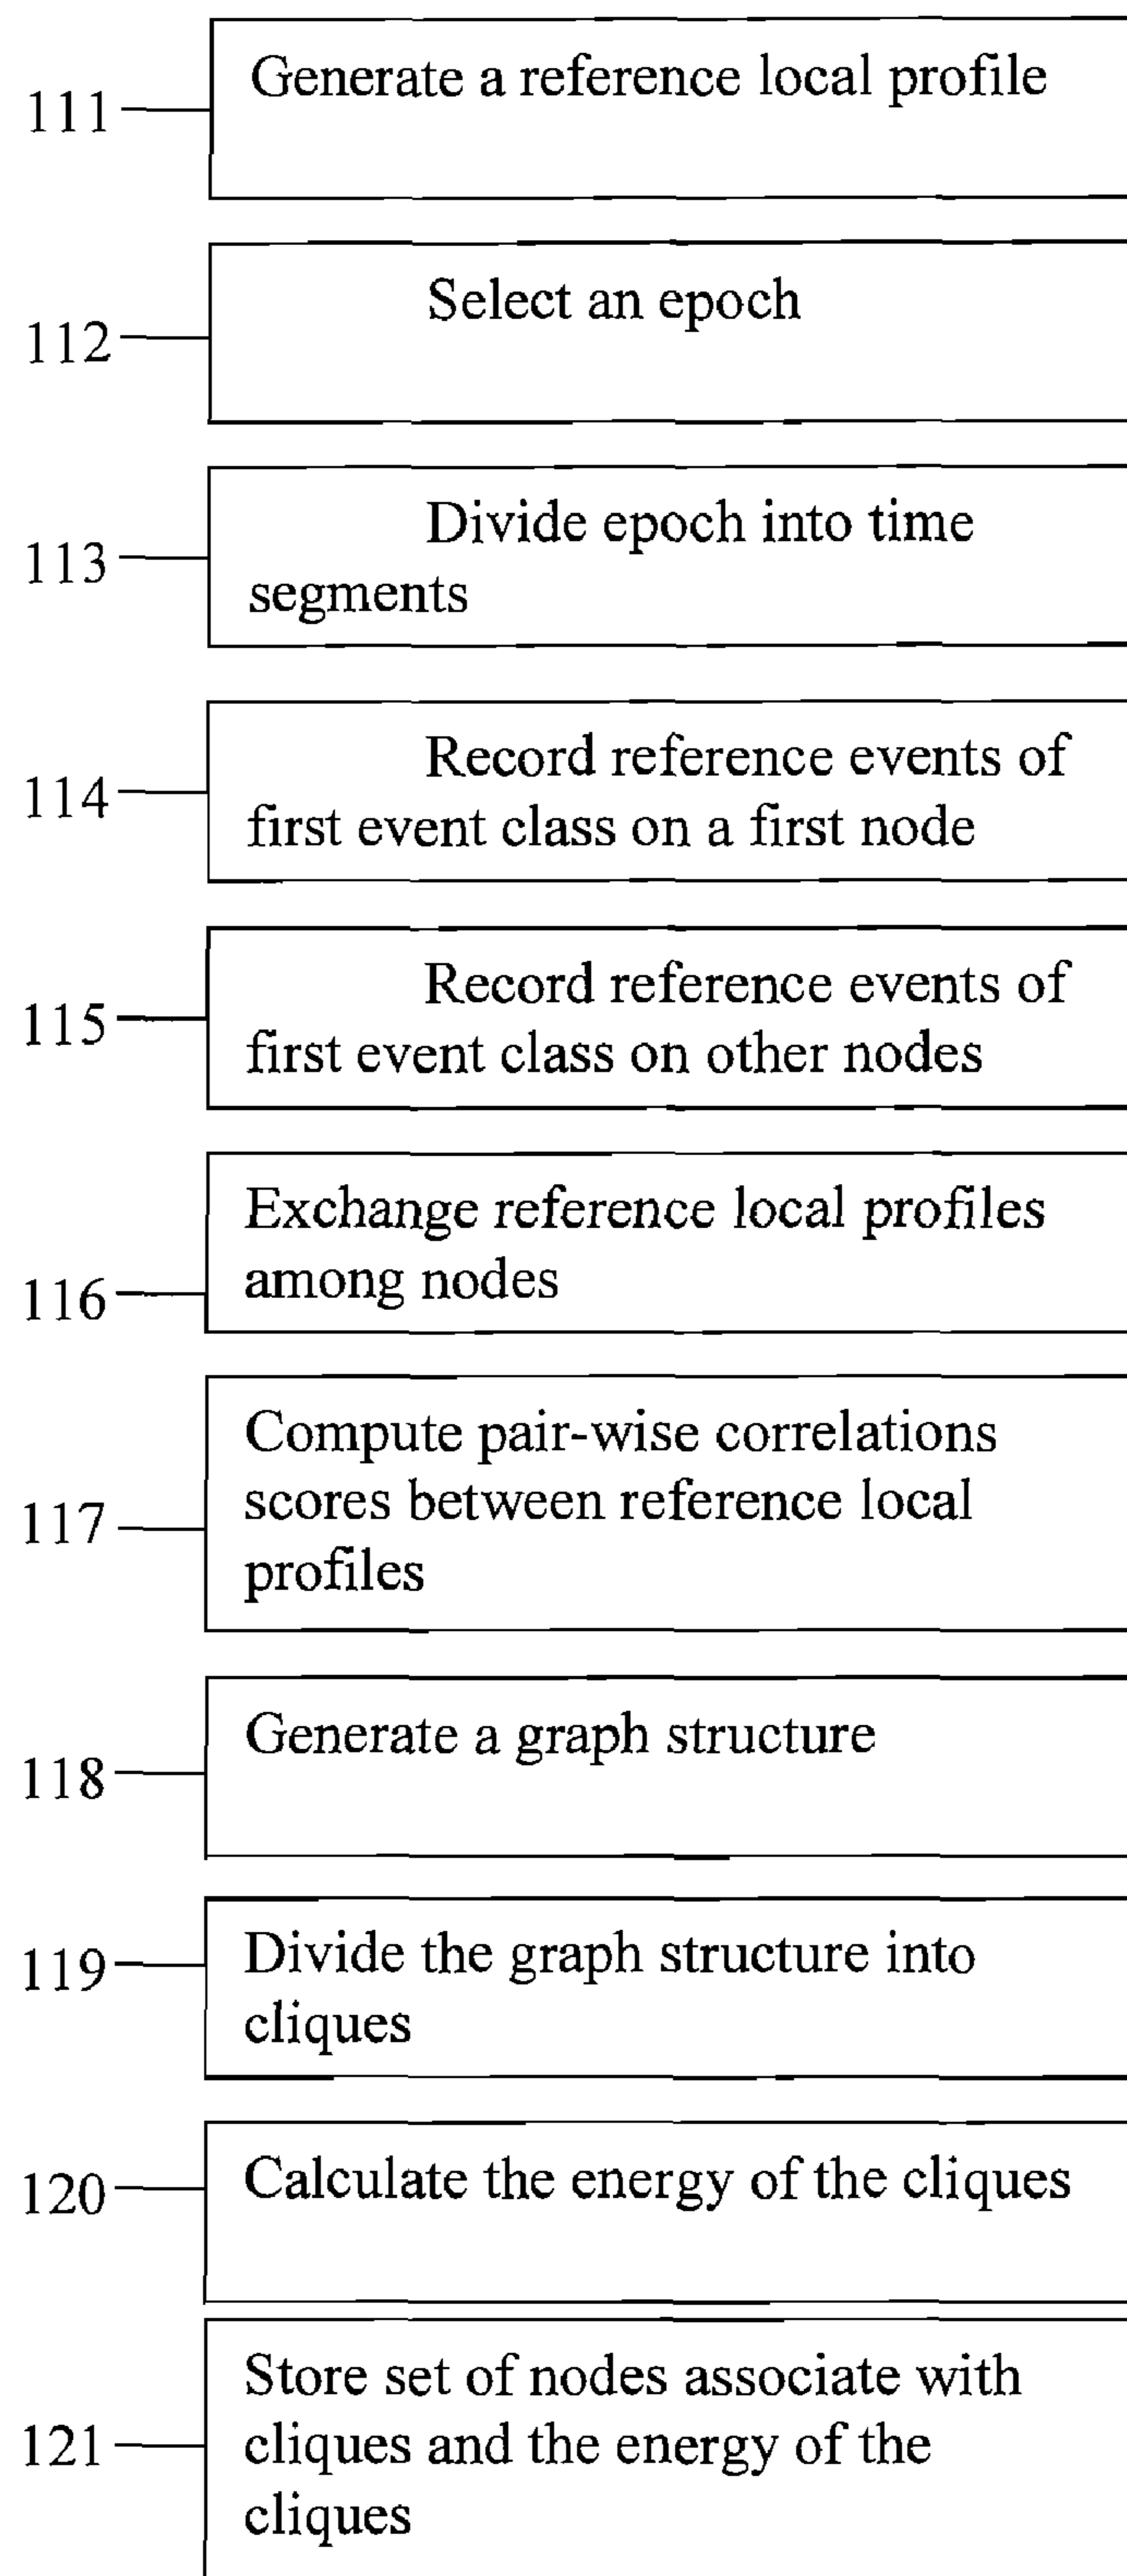 111 Generate a reference local profile
112 Select an epoch
113 Divide epoch into time
segments
114 Record reference events of
first event class on a first node
115 Record reference events of
first event class on other nodes
116 Exchange reference local profiles
among nodes
117 Compute pair-wise correlations
scores between reference local
profiles
118 Generate a graph structure
119 Divide the graph structure into
cliques
120 Calculate the energy of the cliques
121 Store set of nodes associate with
cliques and the energy of the
cliques